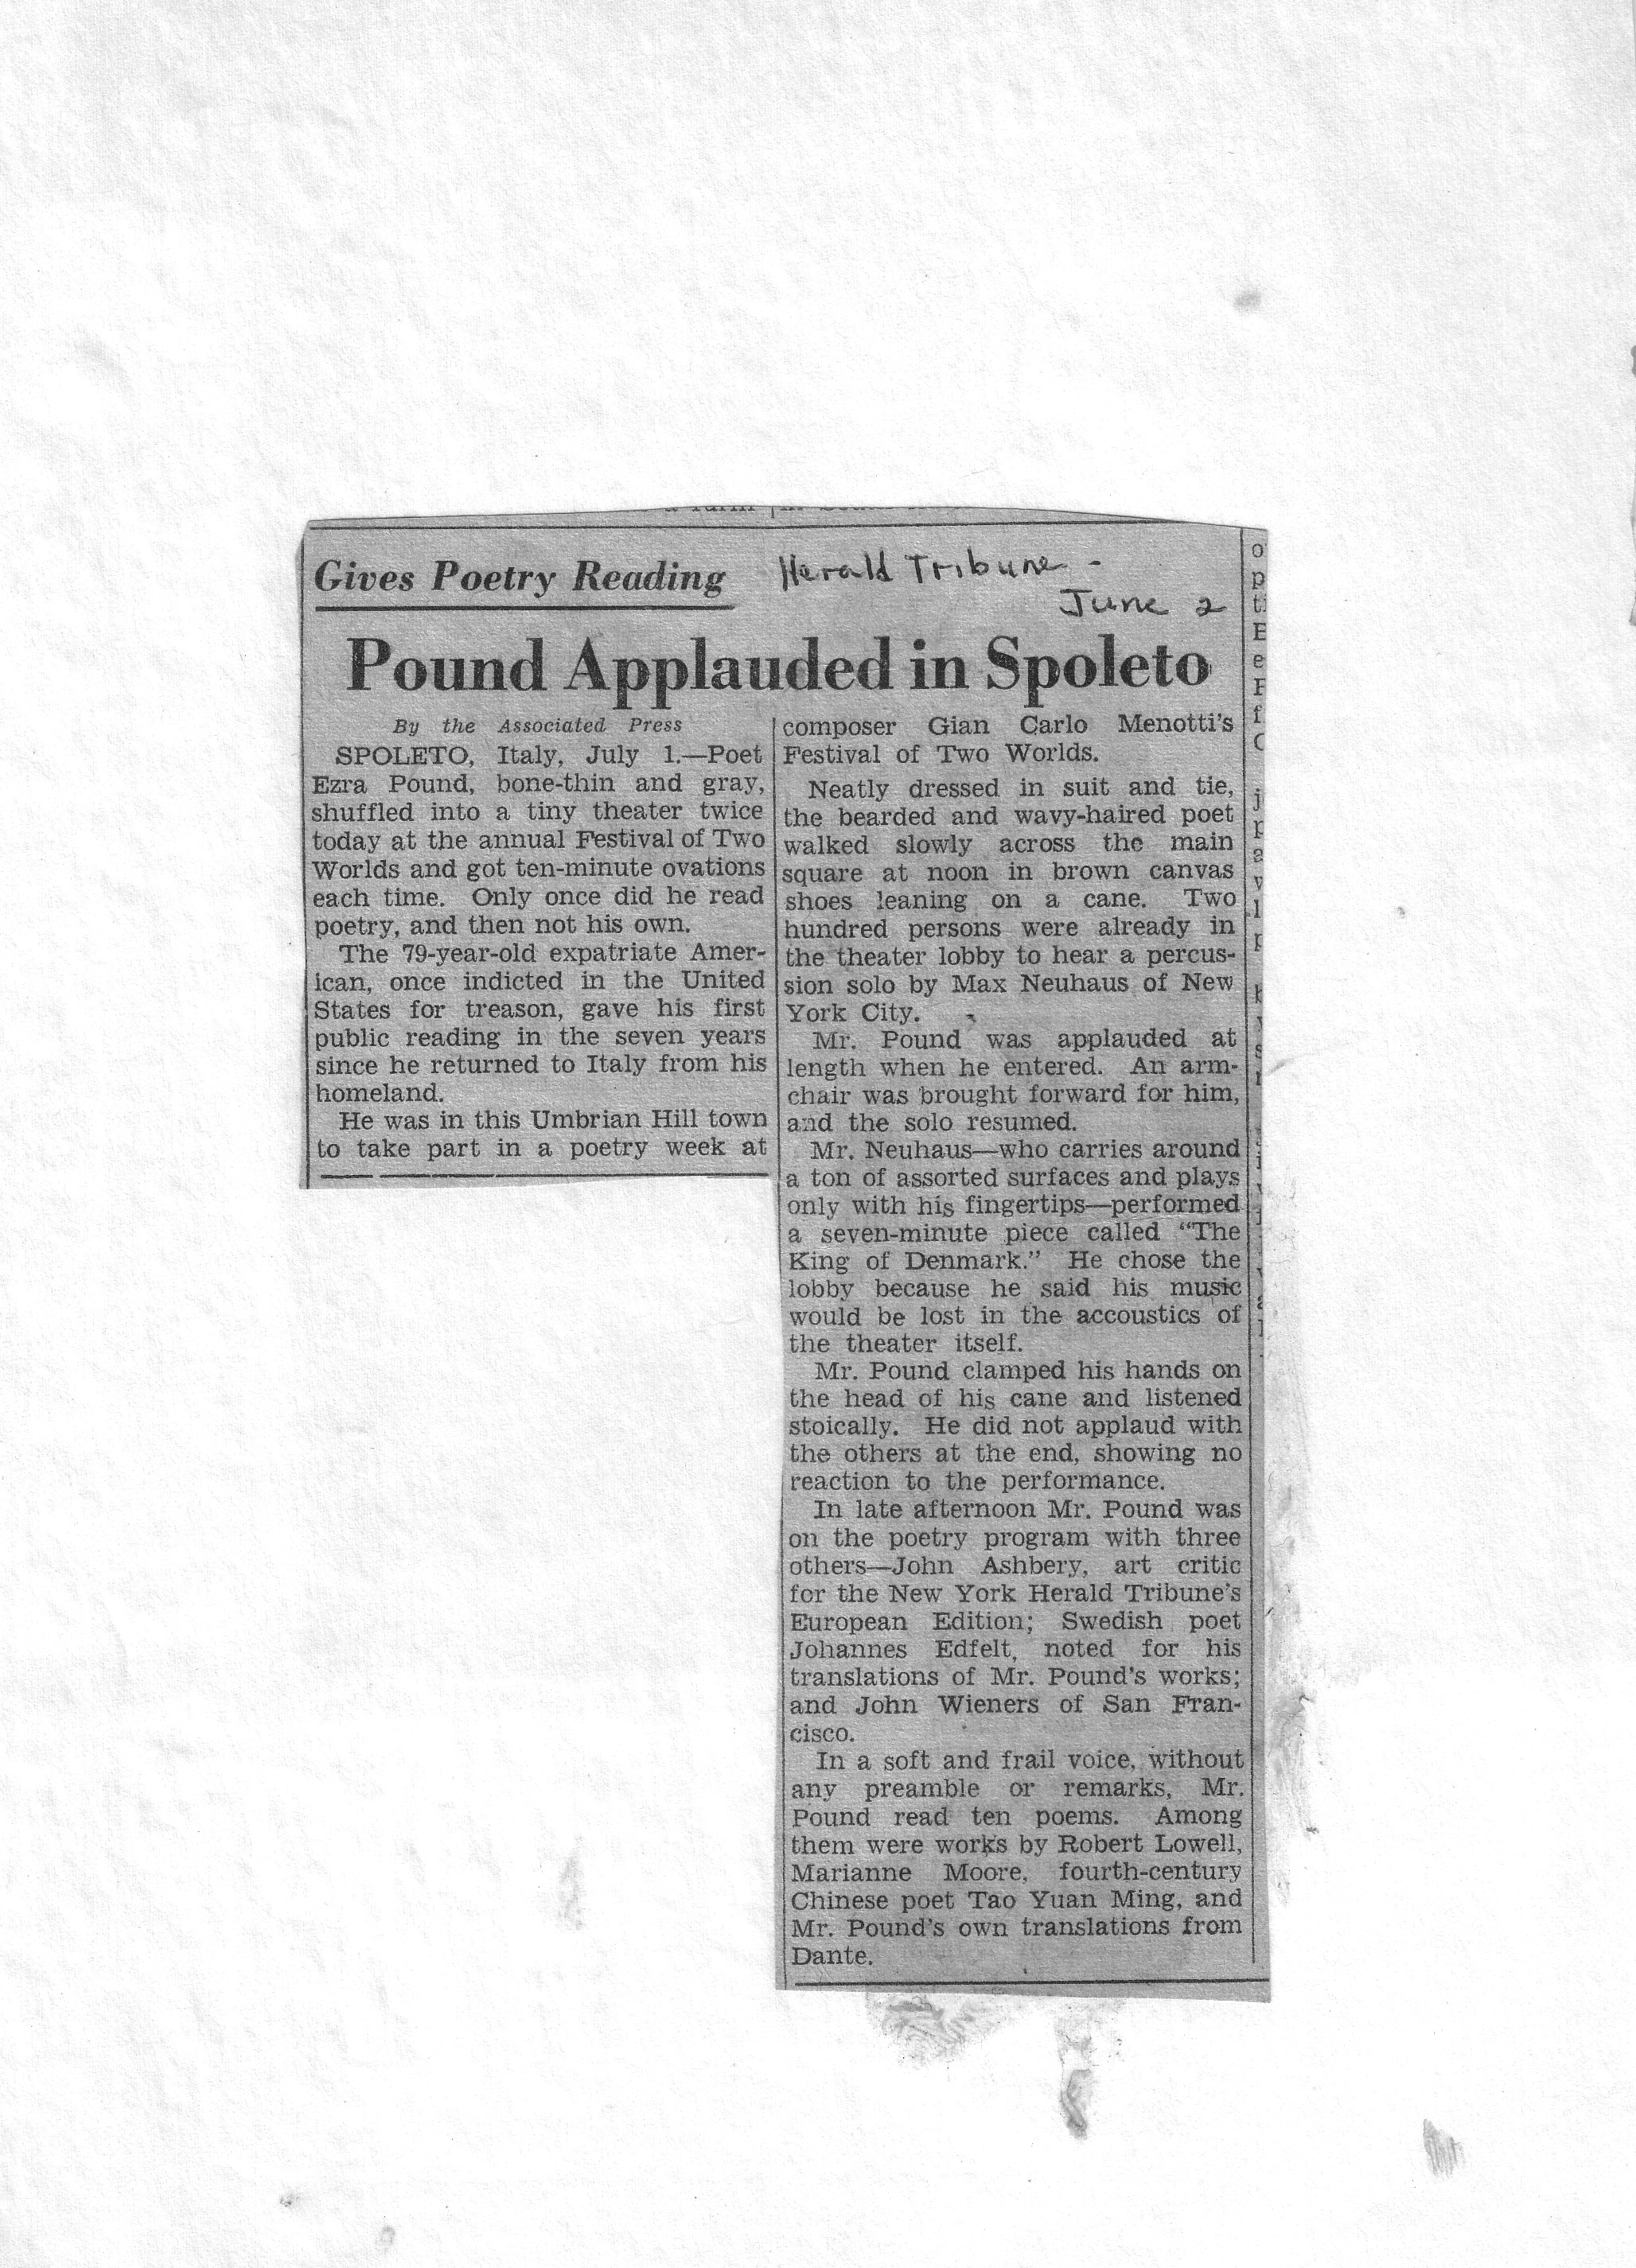 Gives Poetry Reading
Herald Tribune -
June 2
Pound Applauded in Spoleto
By the Associated Press
SPOLETO, Italy, July 1.—Poet
Ezra Pound, bone-thin and gray,
shuffled into a tiny theater twice
today at the annual Festival of Two
Worlds and got ten-minute ovations
each time. Only once did he read
poetry, and then not his own.
The 79-year-old expatriate Amer-
ican, once indicted in the United
States for treason, gave his first
public reading in the seven years
since he returned to Italy from his
homeland.
He was in this Umbrian Hill town
to take part in a poetry week at
composer Gian Carlo Menotti's
Festival of Two Worlds.
Neatly dressed in suit and tie,
the bearded and wavy-haired poet
walked slowly across the main
square at noon in brown canvas
shoes leaning on a cane. Two
hundred persons were already in
the theater lobby to hear a percus-
sion solo by Max Neuhaus of New
York City.
Mr. Pound was applauded at
length when he entered. An arm-
chair was brought forward for him,
and the solo resumed.
Mr. Neuhaus—who carries around
a ton of assorted surfaces and plays
only with his fingertips—performed
a seven-minute piece called “The
King of Denmark.” He chose the
lobby because he said his music
would be lost in the accoustics of
the theater itself.
Mr. Pound clamped his hands on
the head of his cane and listened
stoically. He did not applaud with
the others at the end, showing no
reaction to the performance.
In late afternoon Mr. Pound was
on the poetry program with three
others—John Ashbery, art critic
for the New York Herald Tribune's
European Edition; Swedish poet
Johannes Edfelt, noted for his
translations of Mr. Pound's works;
and John Wieners of San Fran-
cisco.
In a soft and frail voice, without
any preamble or remarks, Mr.
Pound read ten poems. Among
them were works by Robert Lowell,
Marianne Moore, fourth-century
Chinese poet Tao Yuan Ming, and
Mr. Pound's own translations from
Dante.